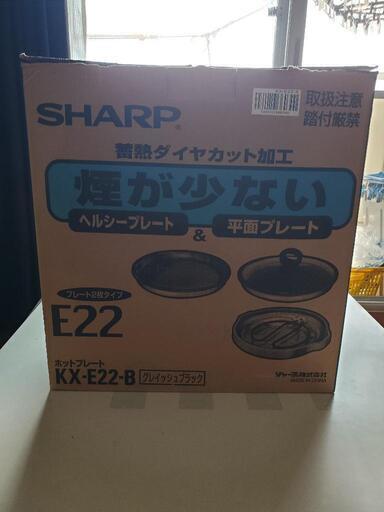 SHARP
取扱注意
踏付厳禁
蓄熱ダイヤカット加工
煙が少ない
ヘルシープレート & 平面プレート
プレート2枚タイプ
E22
ホットプレート
KX-E22-B グレイッシュブラック
シャープ株式会社
MADE IN CHINA